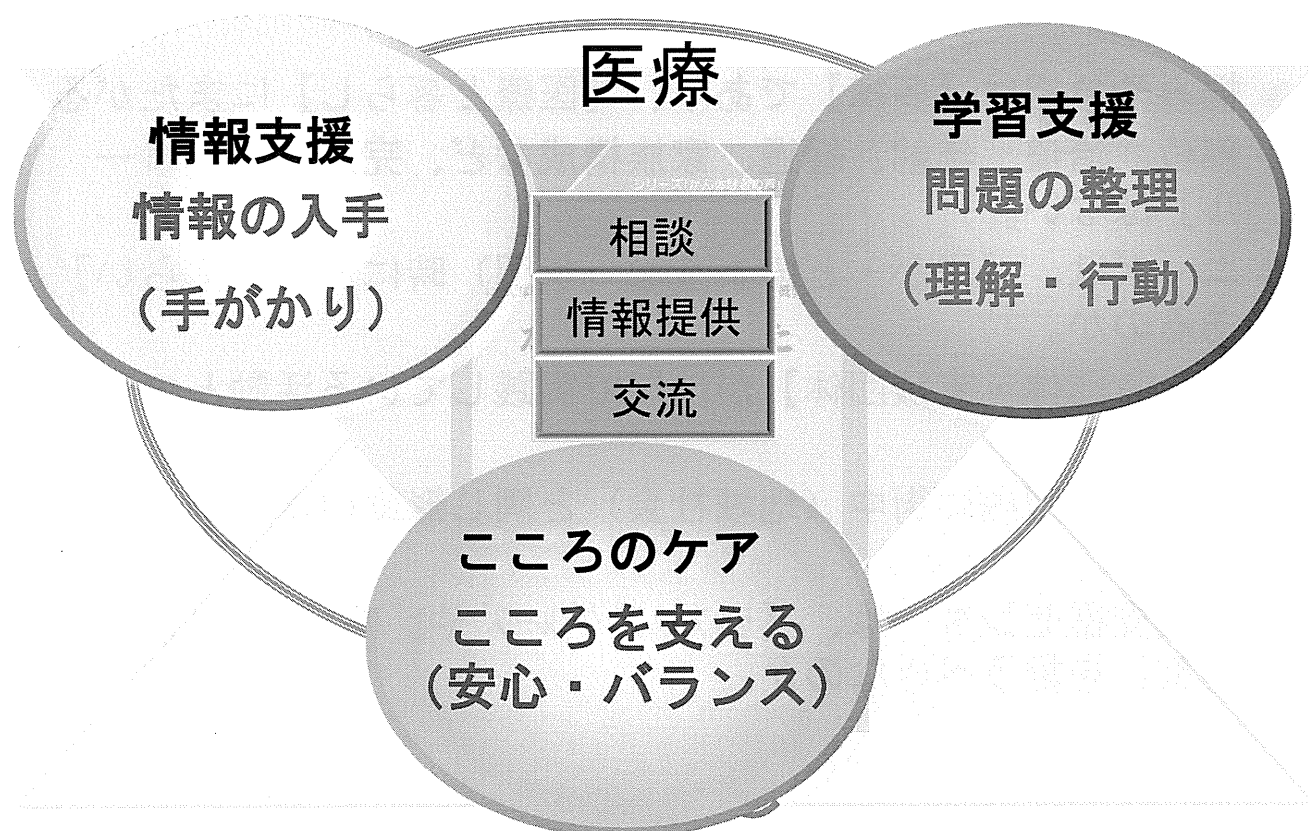 医療
情報支援
情報の入手
(手がかり)
学習支援
問題の整理
(理解・行動)
相談
情報提供
交流
こころのケア
こころを支える
(安心・バランス)